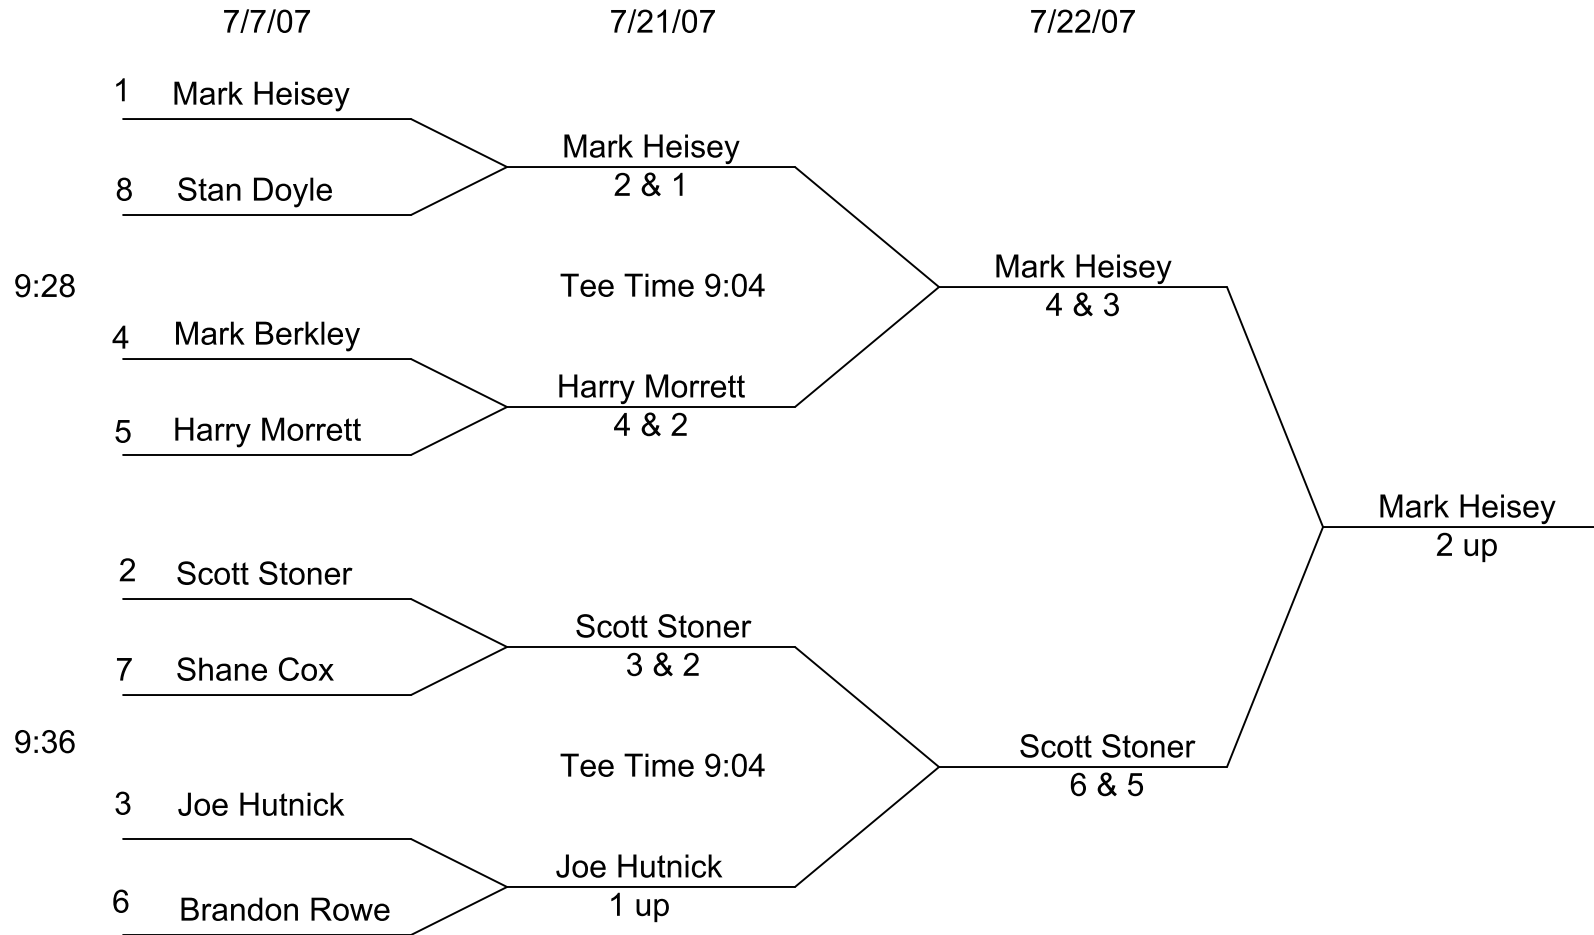 7/7/07 7/21/07 7/22/07
1 Mark Heisey
Mark Heisey
2 & 1
8 Stan Doyle
9:28
Tee Time 9:04
Mark Heisey
4 & 3
4 Mark Berkley
Harry Morrett
4 & 2
5 Harry Morrett
Mark Heisey
2 up
2 Scott Stoner
Scott Stoner
3 & 2
7 Shane Cox
9:36
Tee Time 9:04
Scott Stoner
6 & 5
3 Joe Hutnick
Joe Hutnick
1 up
6 Brandon Rowe